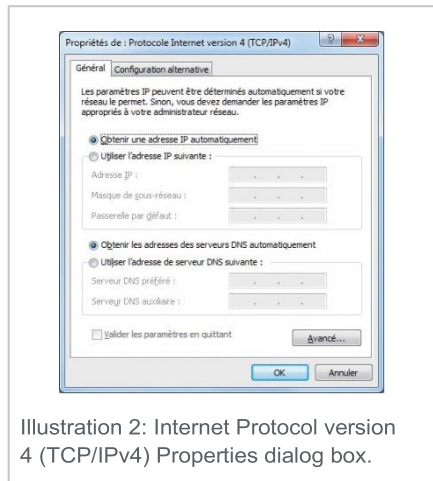 Propriétés de : Protocole Internet version 4 (TCP/IPv4)
Général
Configuration alternative
Les paramètres IP peuvent être déterminés automatiquement si votre
réseau le permet. Sinon, vous devez demander les paramètres IP
appropriés à votre administrateur réseau.
Obtenir une adresse IP automatiquement
Utiliser l'adresse IP suivante :
Adresse IP :
Masque de sous-réseau :
Passerelle par défaut :
Obtenir les adresses des serveurs DNS automatiquement
Utiliser l'adresse de serveur DNS suivante :
Serveur DNS préféré :
Serveur DNS auxiliaire :
Valider les paramètres en quittant
Avancé...
OK
Annuler
Illustration 2: Internet Protocol version
4 (TCP/IPv4) Properties dialog box.